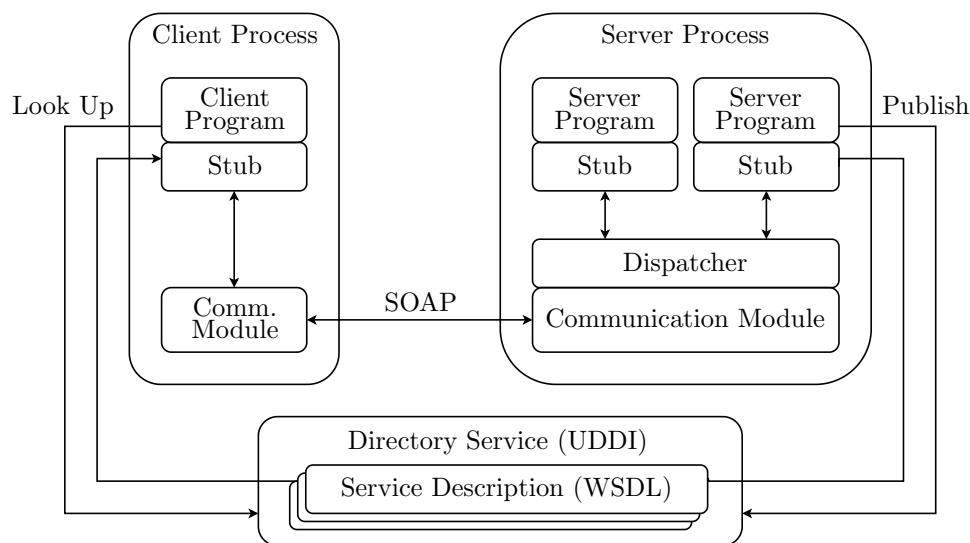 Client Process
Server Process
Look Up
Client
Program
Stub
Server
Program
Stub
Server
Program
Stub
Publish
Dispatcher
Comm.
Module
SOAP
Communication Module
Directory Service (UDDI)
Service Description (WSDL)